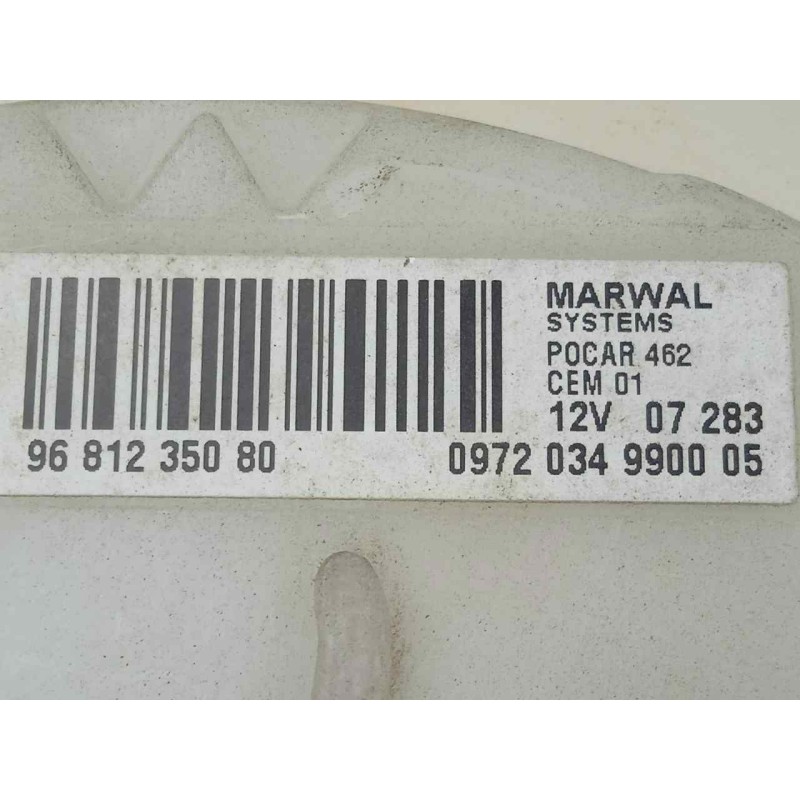 MARWAL
SYSTEMS
POCAR 462
CEM 01
12V 07 283
96 812 350 80 0972 034 9900 05